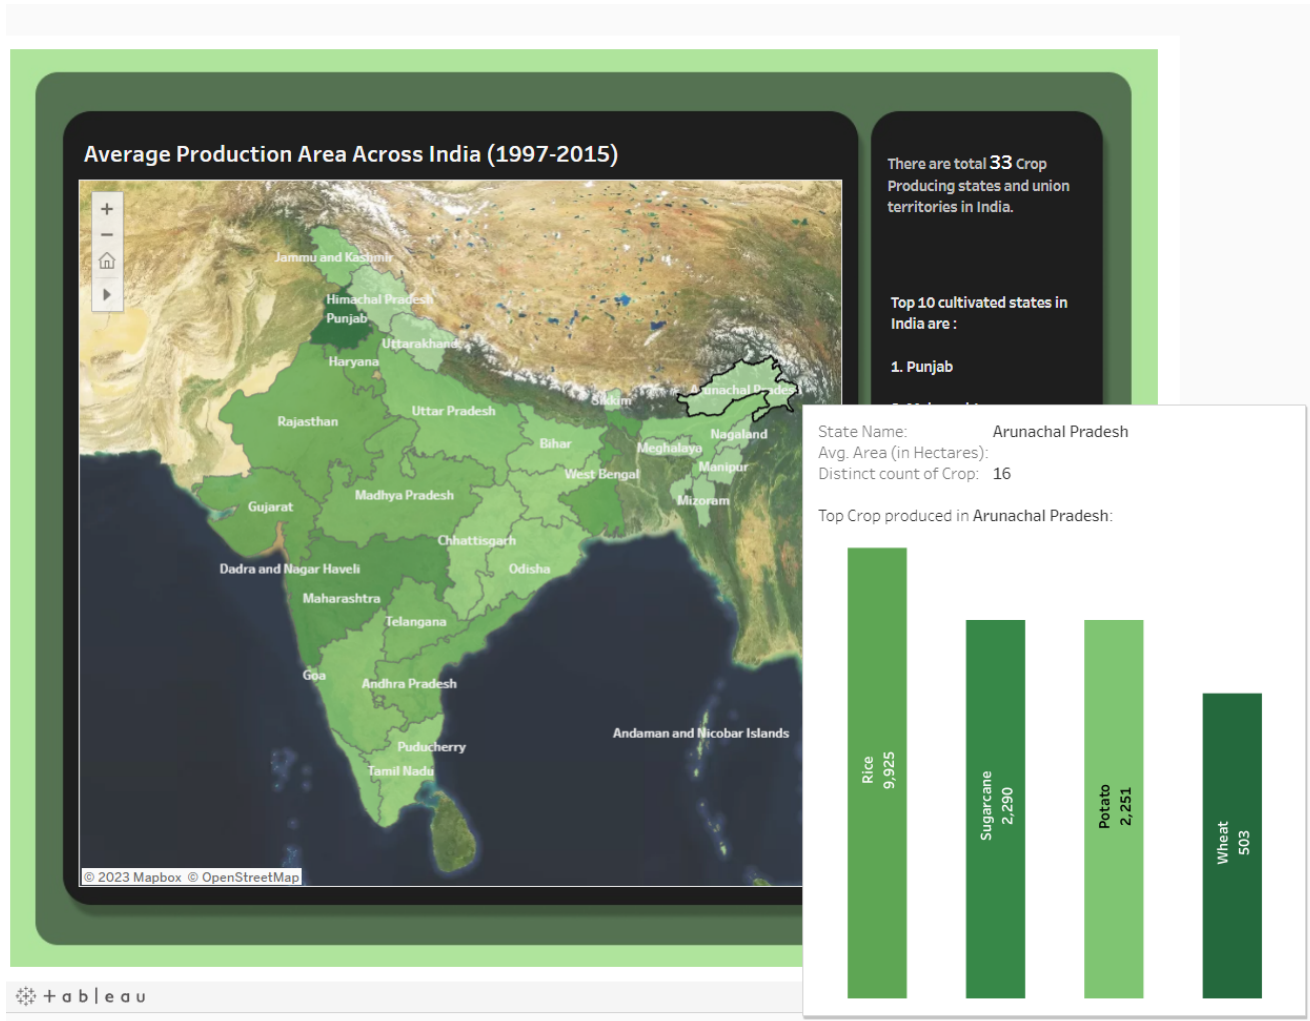 Average Production Area Across India (1997-2015)
+
−
Jammu and Kashmir
Himachal Pradesh
Punjab
Uttarakhand
Haryana
Rajasthan
Uttar Pradesh
Sikkim
Arunachal Prades
Bihar
Nagaland
Meghalaya
Manipur
West Bengal
Mizoram
Madhya Pradesh
Gujarat
Chhattisgarh
Odisha
Dadra and Nagar Haveli
Maharashtra
Telangana
Goa
Andhra Pradesh
Puducherry
Tamil Nadu
Andaman and Nicobar Islands
© 2023 Mapbox © OpenStreetMap
There are total 33 Crop
Producing states and union
territories in India.
Top 10 cultivated states in
India are :
1. Punjab
State Name: Arunachal Pradesh
Avg. Area (in Hectares):
Distinct count of Crop: 16
Top Crop produced in Arunachal Pradesh:
Rice
9,925
Sugarcane
2,290
Potato
2,251
Wheat
503
+ a b l e a u